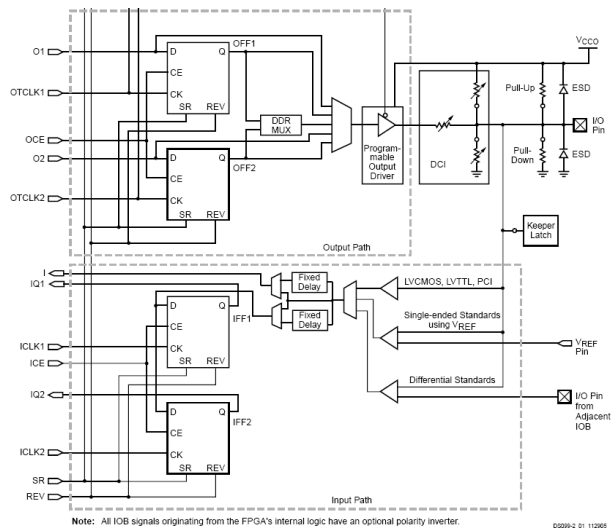 O1
D
Q
OFF1
CE
OTCLK1
CK
SR
REV
OCE
O2
D
Q
OFF2
CE
OTCLK2
CK
SR
REV
DDR
MUX
Program-
mable
Output
Driver
DCI
VCCO
Pull-Up
ESD
I/O
Pin
Pull-
Down
ESD
Keeper
Latch
Output Path
I
IQ1
D
Q
IFF1
CE
ICLK1
CK
ICE
SR
REV
Fixed
Delay
Fixed
Delay
LVCMOS, LVTTL, PCI
Single-ended Standards
using VREF
VREF
Pin
Differential Standards
I/O Pin
from
Adjacent
IOB
IQ2
D
Q
IFF2
CE
ICLK2
CK
SR
REV
SR
REV
Input Path
Note: All IOB signals originating from the FPGA's internal logic have an optional polarity inverter.
DS099-2_01_112905